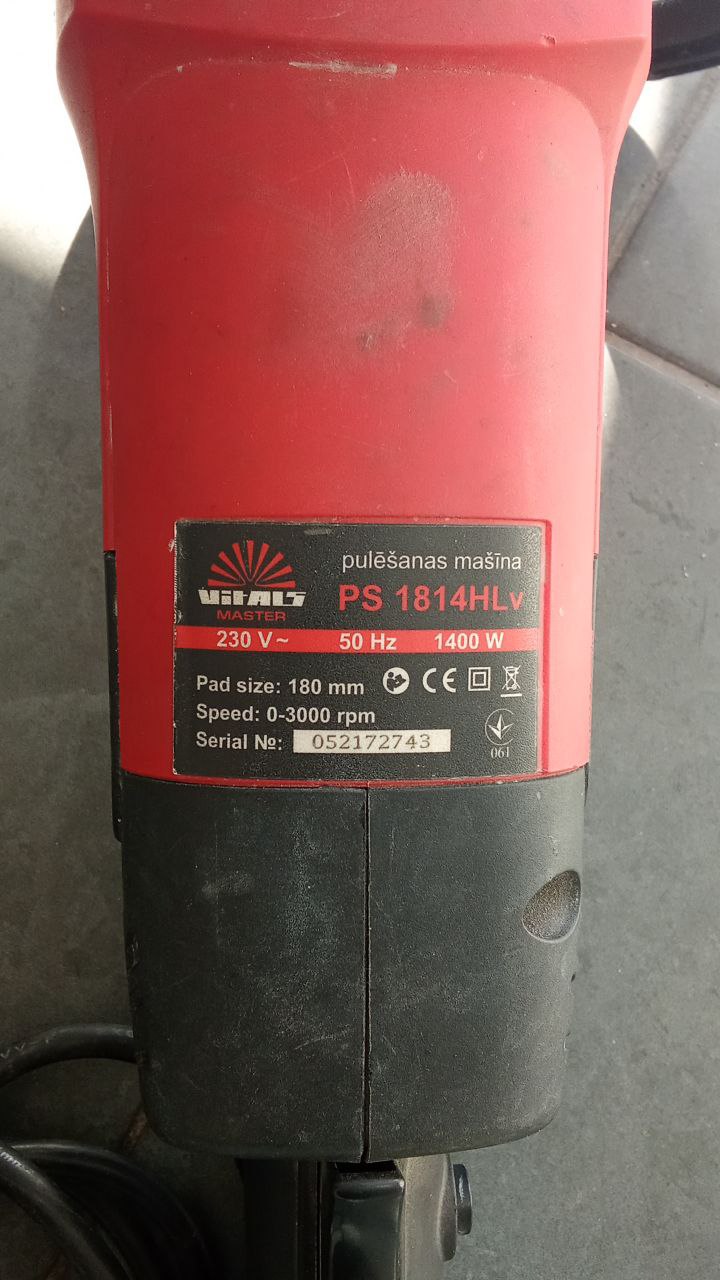 pulēšanas mašīna
VitALS
MASTER
PS 1814HLv
230 V~ 50 Hz 1400 W
Pad size: 180 mm CE
Speed: 0-3000 rpm
Serial №: 052172743
061